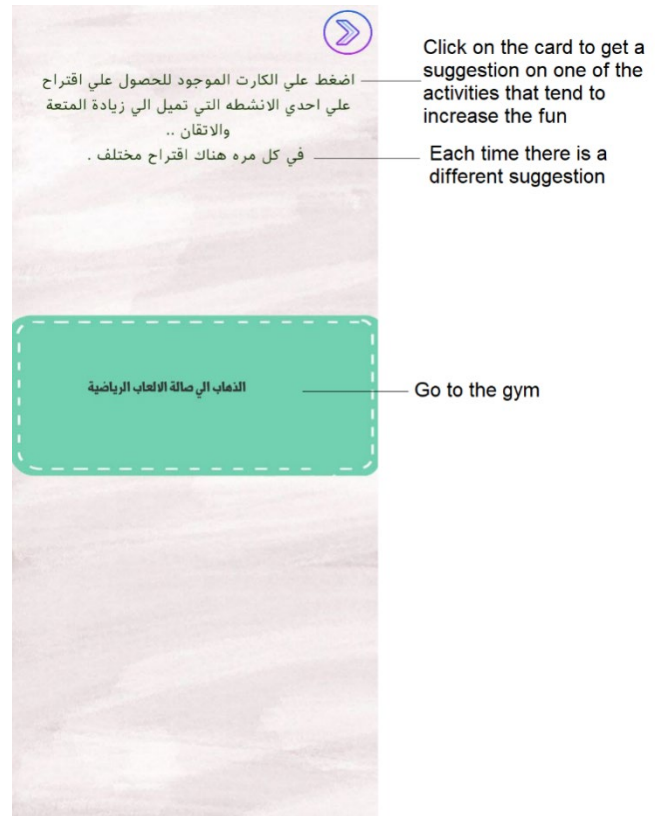 اضغط علي الكارت الموجود للحصول علي اقتراح
علي احدي الانشطه التي تميل الي زيادة المتعة
والاتقان ..
في كل مره هناك اقتراح مختلف .
Click on the card to get a
suggestion on one of the
activities that tend to
increase the fun
Each time there is a
different suggestion
الذهاب الي صالة الالعاب الرياضية
Go to the gym